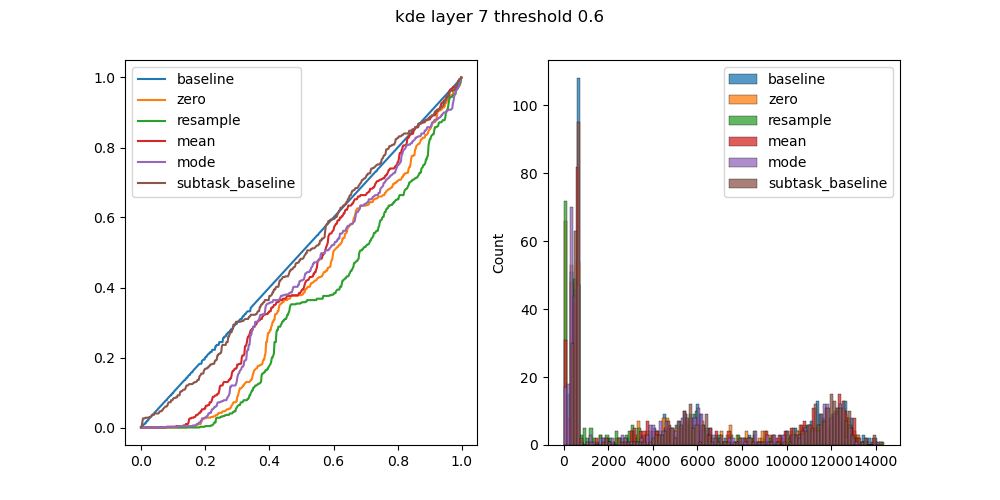 kde layer 7 threshold 0.6
baseline
zero
resample
mean
mode
subtask_baseline
1.0
0.8
0.6
0.4
0.2
0.0
0.0 0.2 0.4 0.6 0.8 1.0
baseline
zero
resample
mean
mode
subtask_baseline
Count
100
80
60
40
20
0
0 2000 4000 6000 8000 10000 12000 14000